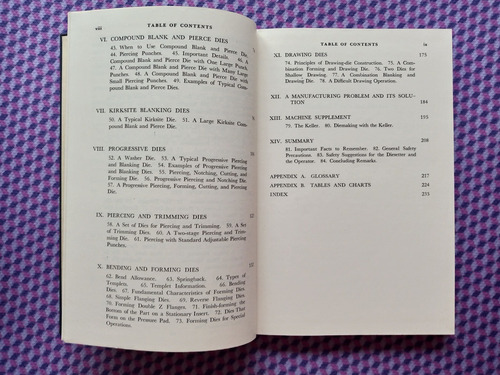 viii TABLE OF CONTENTS
VI. COMPOUND BLANK AND PIERCE DIES
43. When to Use Compound Blank and Pierce Die.
44. Piercing Punches. 45. Important Details. 46. A
Compound Blank and Pierce Die with One Large Punch.
47. A Compound Blank and Pierce Die with Many Small
Punches. 48. A Compound Blank and Pierce Die with
Small Piercing Punches. 49. Examples of Typical Com-
pound Blank and Pierce Dies.
VII. KIRKSITE BLANKING DIES
50. A Typical Kirksite Die. 51. A Large Kirksite Com-
pound Blank and Pierce Die.
VIII. PROGRESSIVE DIES
52. A Washer Die. 53. A Typical Progressive Piercing
and Blanking Die. 54. Examples of Progressive Piercing
and Blanking Dies. 55. Piercing, Notching, Cutting, and
Forming Die. 56. Progressive Piercing and Notching Die.
57. A Progressive Piercing, Forming, Cutting, and Piercing
Die.
IX. PIERCING AND TRIMMING DIES
58. A Set of Dies for Piercing and Trimming. 59. A Set
of Trimming Dies. 60. A Two-stage Piercing and Trim-
ming Die. 61. Piercing with Standard Adjustable Piercing
Punches.
X. BENDING AND FORMING DIES
62. Bend Allowance. 63. Springback. 64. Types of
Templets. 65. Templet Information. 66. Bending
Dies. 67. Fundamental Characteristics of Forming Dies.
68. Simple Flanging Dies. 69. Reverse Flanging Dies.
70. Forming Double Z Flanges. 71. Finish-forming the
Bottom of the Part on a Stationary Insert. 72. Dies That
Form on the Pressure Pad. 73. Forming Dies for Special
Operations.
TABLE OF CONTENTS ix
XI. DRAWING DIES 175
74. Principles of Drawing-die Construction. 75. A Com-
bination Forming and Drawing Die. 76. Two Dies for
Shallow Drawing. 77. A Combination Blanking and
Drawing Die. 78. A Difficult Drawing Operation.
XII. A MANUFACTURING PROBLEM AND ITS SOLU-
TION 184
XIII. MACHINE SUPPLEMENT 195
79. The Keller. 80. Diemaking with the Keller.
XIV. SUMMARY 208
81. Important Facts to Remember. 82. General Safety
Precautions. 83. Safety Suggestions for the Diesetter and
the Operator. 84. Concluding Remarks.
APPENDIX A. GLOSSARY 217
APPENDIX B. TABLES AND CHARTS 224
INDEX 235